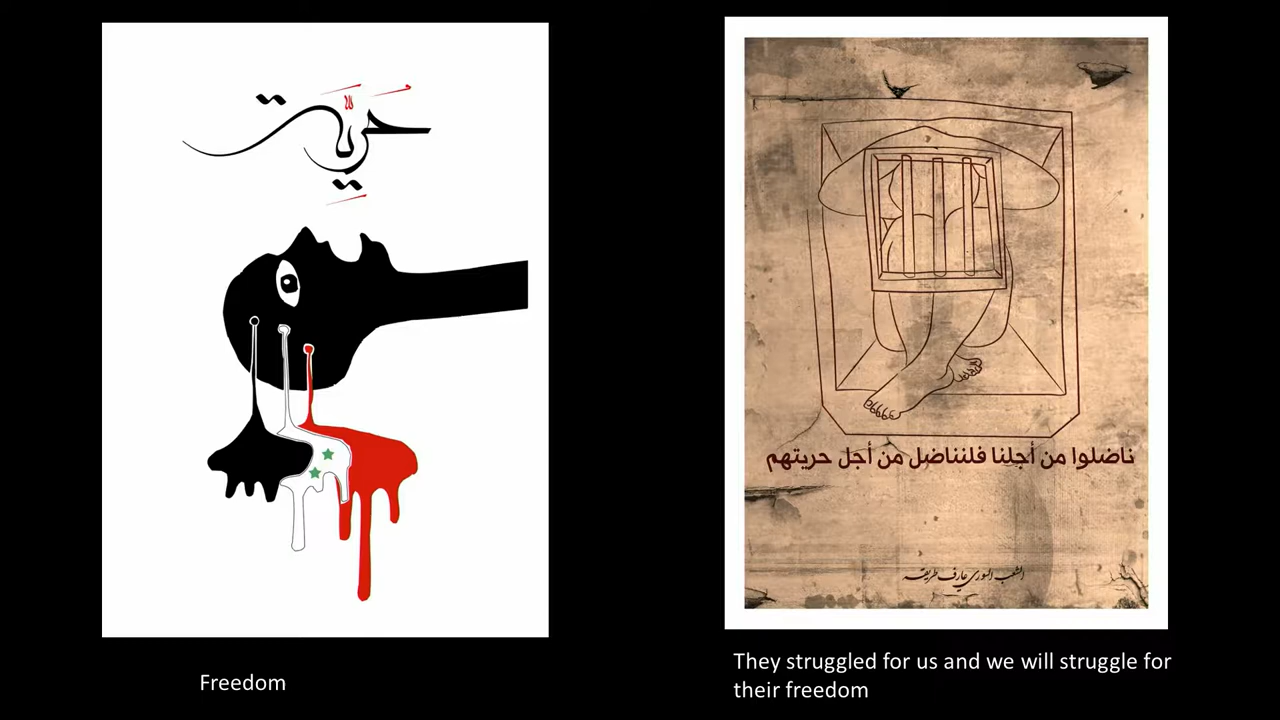 حُرِّيَّة
Freedom
ناضلوا من أجلنا فلنناضل من أجل حريتهم
الشعب السوري عارف طريقه
They struggled for us and we will struggle for
their freedom